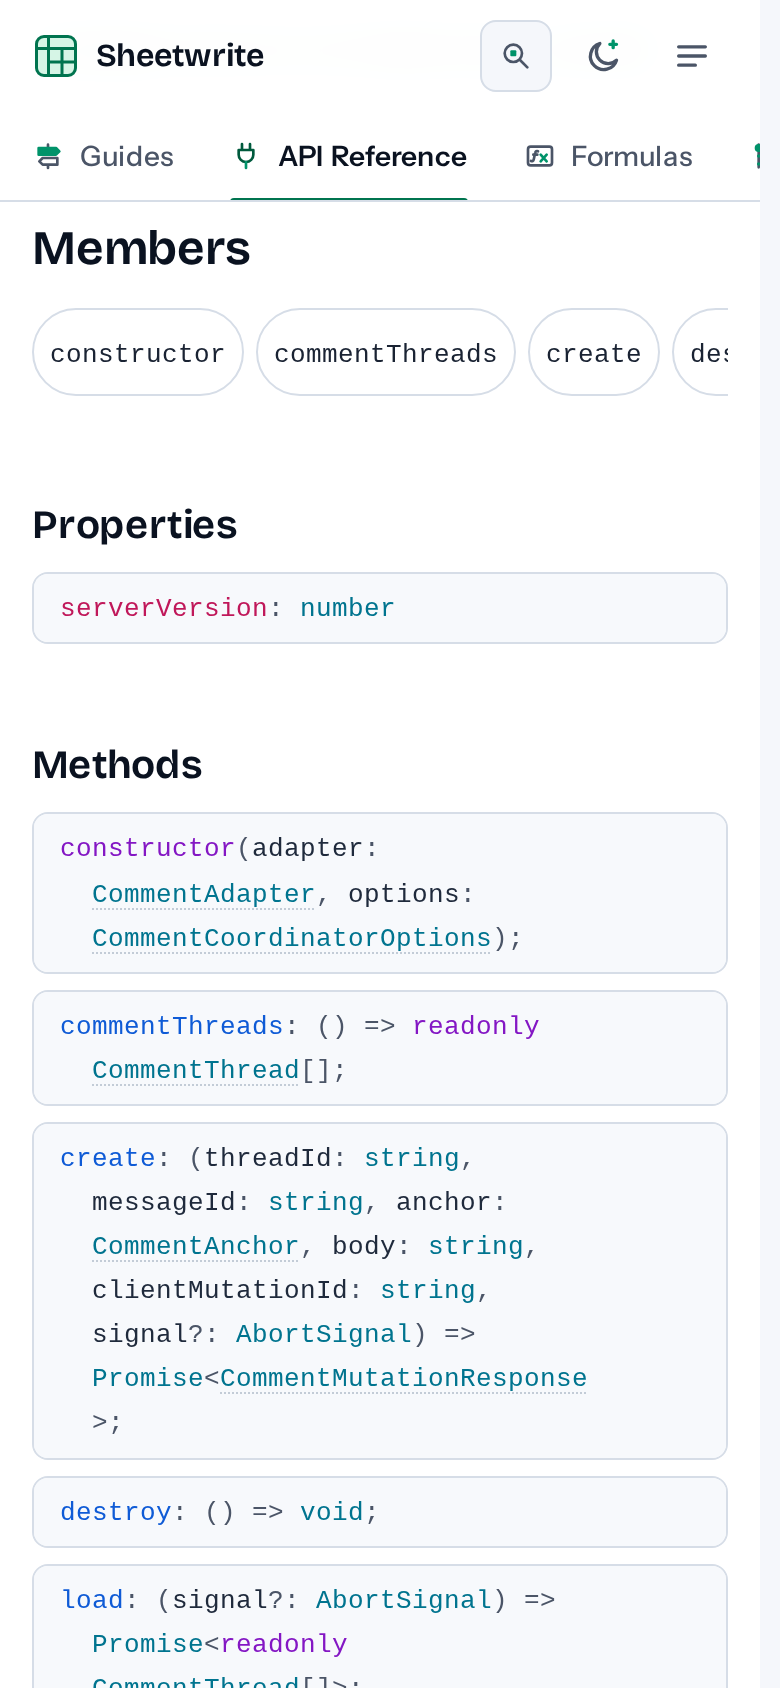 Sheetwrite
Guides
API Reference
Formulas
Members
constructor
commentThreads
create
des
Properties
serverVersion: number
Methods
constructor(adapter:
CommentAdapter, options:
CommentCoordinatorOptions);
commentThreads: () => readonly
CommentThread[];
create: (threadId: string,
messageId: string, anchor:
CommentAnchor, body: string,
clientMutationId: string,
signal?: AbortSignal) =>
Promise<CommentMutationResponse
>;
destroy: () => void;
load: (signal?: AbortSignal) =>
Promise<readonly
CommentThread[]>;